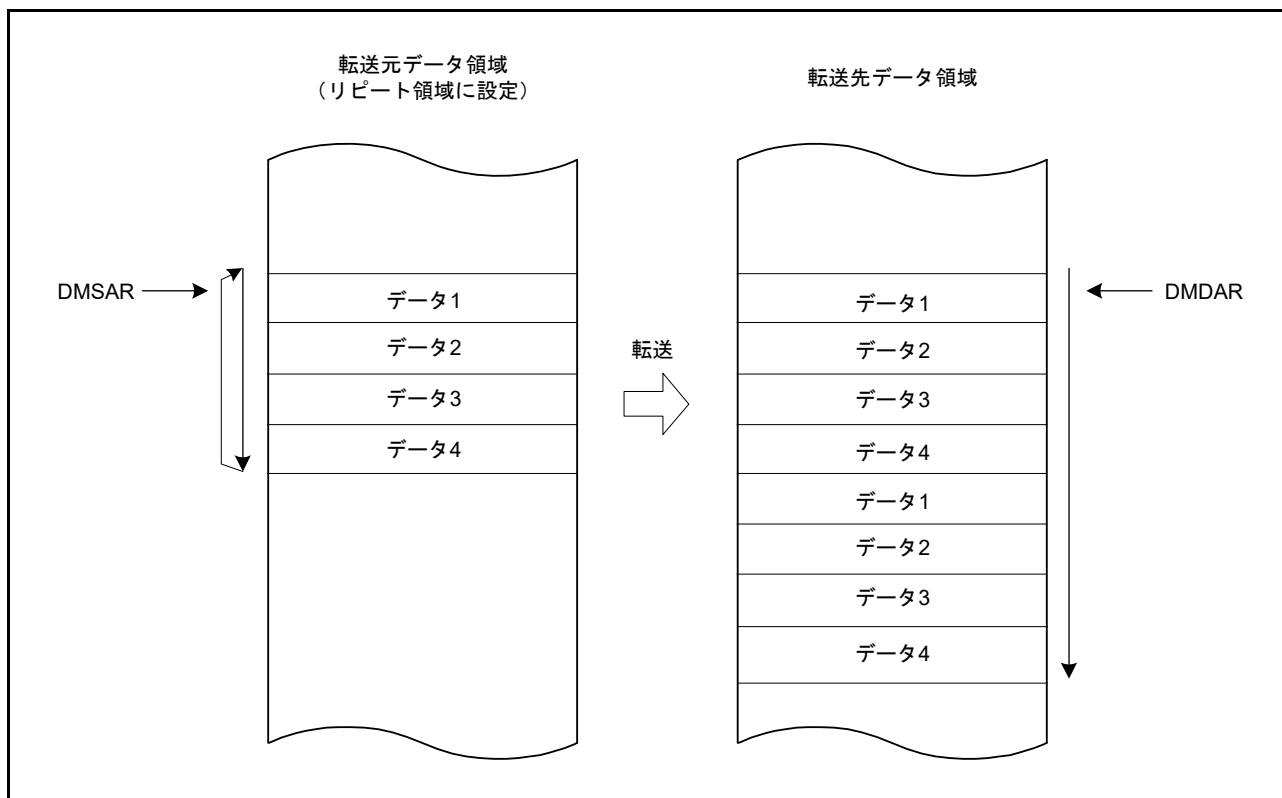 転送元データ領域
（リピート領域に設定）
転送先データ領域
DMSAR
データ1
データ2
データ3
データ4
転送
データ1
データ2
データ3
データ4
データ1
データ2
データ3
データ4
DMDAR